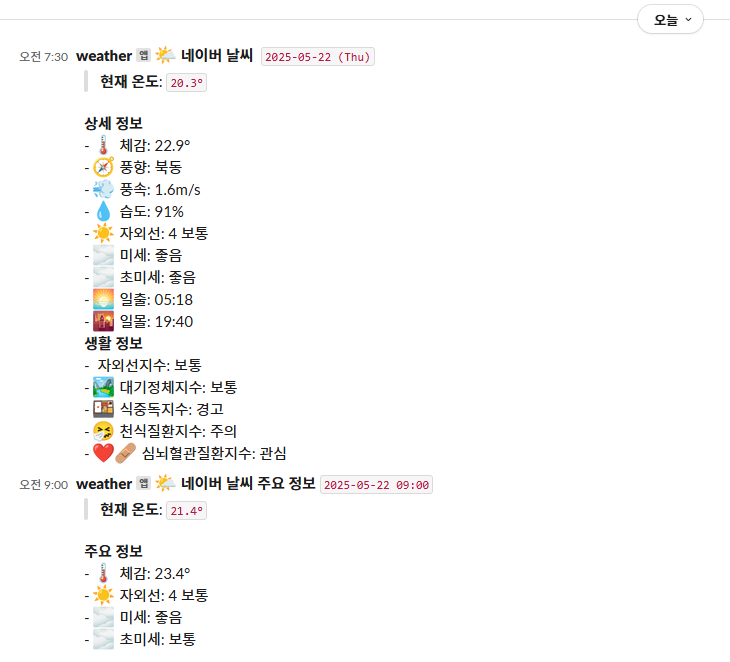 오늘
오전 7:30 weather 앱 네이버 날씨 2025-05-22 (Thu)
현재 온도: 20.3°
상세 정보
- 체감: 22.9°
- 풍향: 북동
- 풍속: 1.6m/s
- 습도: 91%
- 자외선: 4 보통
- 미세: 좋음
- 초미세: 좋음
- 일출: 05:18
- 일몰: 19:40
생활 정보
- 자외선지수: 보통
- 대기정체지수: 보통
- 식중독지수: 경고
- 천식질환지수: 주의
- 심뇌혈관질환지수: 관심
오전 9:00 weather 앱 네이버 날씨 주요 정보 2025-05-22 09:00
현재 온도: 21.4°
주요 정보
- 체감: 23.4°
- 자외선: 4 보통
- 미세: 좋음
- 초미세: 보통